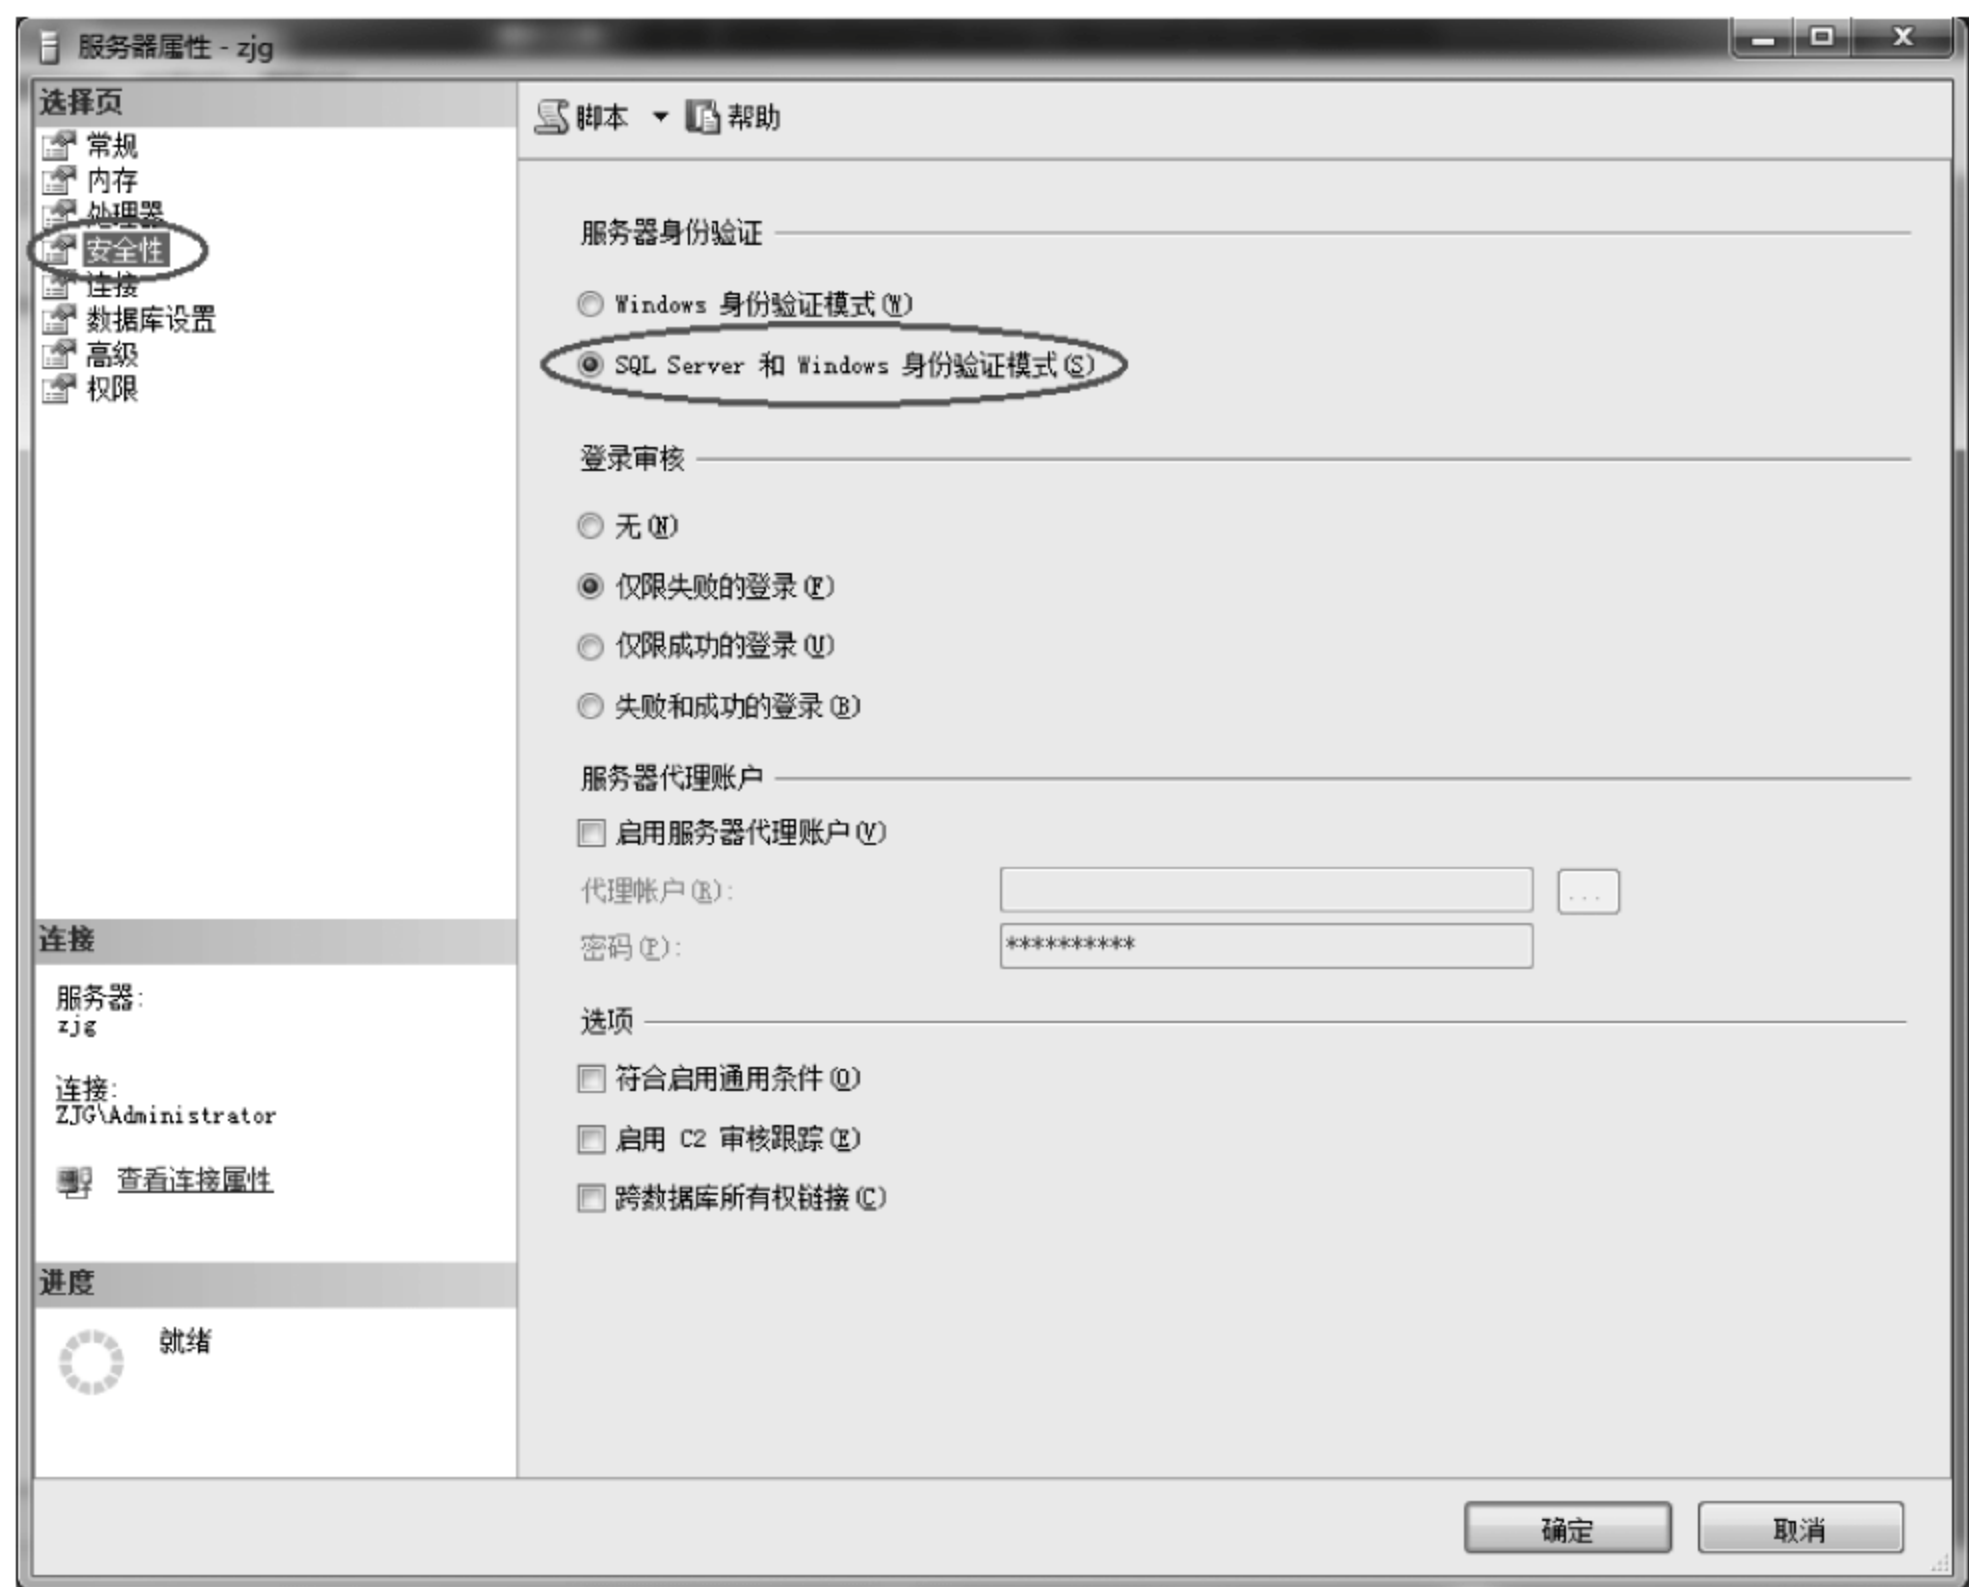 服务器属性 - zjg
选择页
常规
内存
处理器
安全性
连接
数据库设置
高级
权限
脚本 帮助
服务器身份验证
Windows 身份验证模式(W)
SQL Server 和 Windows 身份验证模式(S)
登录审核
无(N)
仅限失败的登录(F)
仅限成功的登录(U)
失败和成功的登录(B)
服务器代理账户
启用服务器代理账户(V)
代理帐户(R):
...
密码(P):
**********
选项
符合启用通用条件(O)
启用 C2 审核跟踪(E)
跨数据库所有权链接(C)
连接
服务器:
zjg
连接:
ZJG\Administrator
查看连接属性
进度
就绪
确定 取消